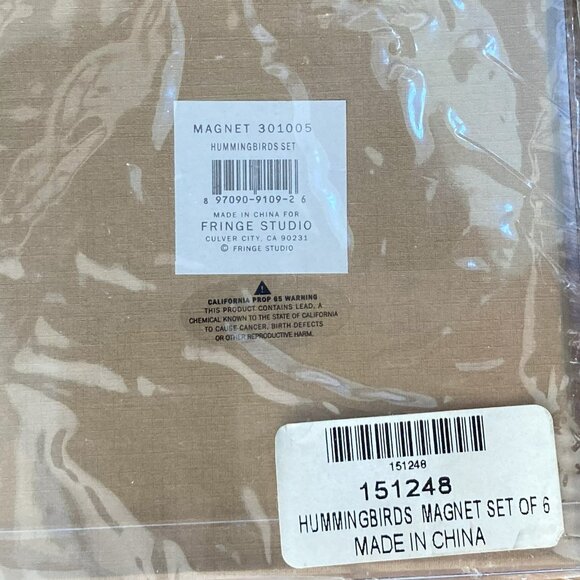 MAGNET 301005
HUMMINGBIRDS SET
8 97090-9109-2 6
MADE IN CHINA FOR
FRINGE STUDIO
CULVER CITY, CA 90231
© FRINGE STUDIO
CALIFORNIA PROP 65 WARNING
THIS PRODUCT CONTAINS LEAD, A
CHEMICAL KNOWN TO THE STATE OF CALIFORNIA
TO CAUSE CANCER, BIRTH DEFECTS
OR OTHER REPRODUCTIVE HARM.
151248
151248
HUMMINGBIRDS MAGNET SET OF 6
MADE IN CHINA